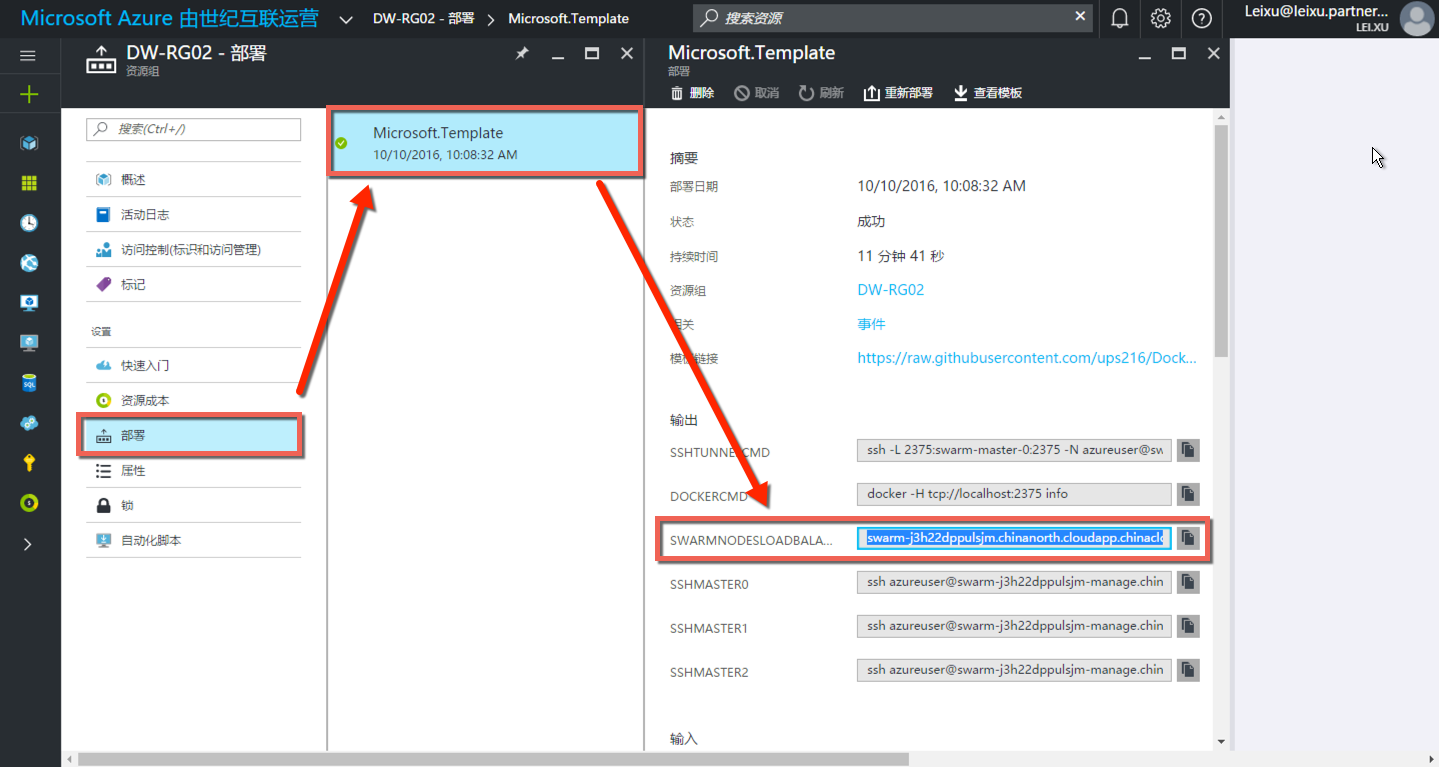 Microsoft Azure 由世纪互联运营
DW-RG02 - 部署
Microsoft.Template
搜索资源
Leixu@leixu.partner...
LEI.XU
DW-RG02 - 部署
资源组
搜索(Ctrl+/)
概述
活动日志
访问控制(标识和访问管理)
标记
设置
快速入门
资源成本
部署
属性
锁
自动化脚本
Microsoft.Template
10/10/2016, 10:08:32 AM
Microsoft.Template
部署
删除 取消 刷新 重新部署 查看模板
摘要
部署日期 10/10/2016, 10:08:32 AM
状态 成功
持续时间 11 分钟 41 秒
资源组 DW-RG02
相关 事件
模板链接 https://raw.githubusercontent.com/ups216/Dock...
输出
SSHTUNNELCMD ssh -L 2375:swarm-master-0:2375 -N azureuser@sw
DOCKERCMD docker -H tcp://localhost:2375 info
SWARMNODESLOADBALA... swarm-j3h22dppulsjm.chinanorth.cloudapp.chinaclo
SSHMASTER0 ssh azureuser@swarm-j3h22dppulsjm-manage.chin
SSHMASTER1 ssh azureuser@swarm-j3h22dppulsjm-manage.chin
SSHMASTER2 ssh azureuser@swarm-j3h22dppulsjm-manage.chin
输入